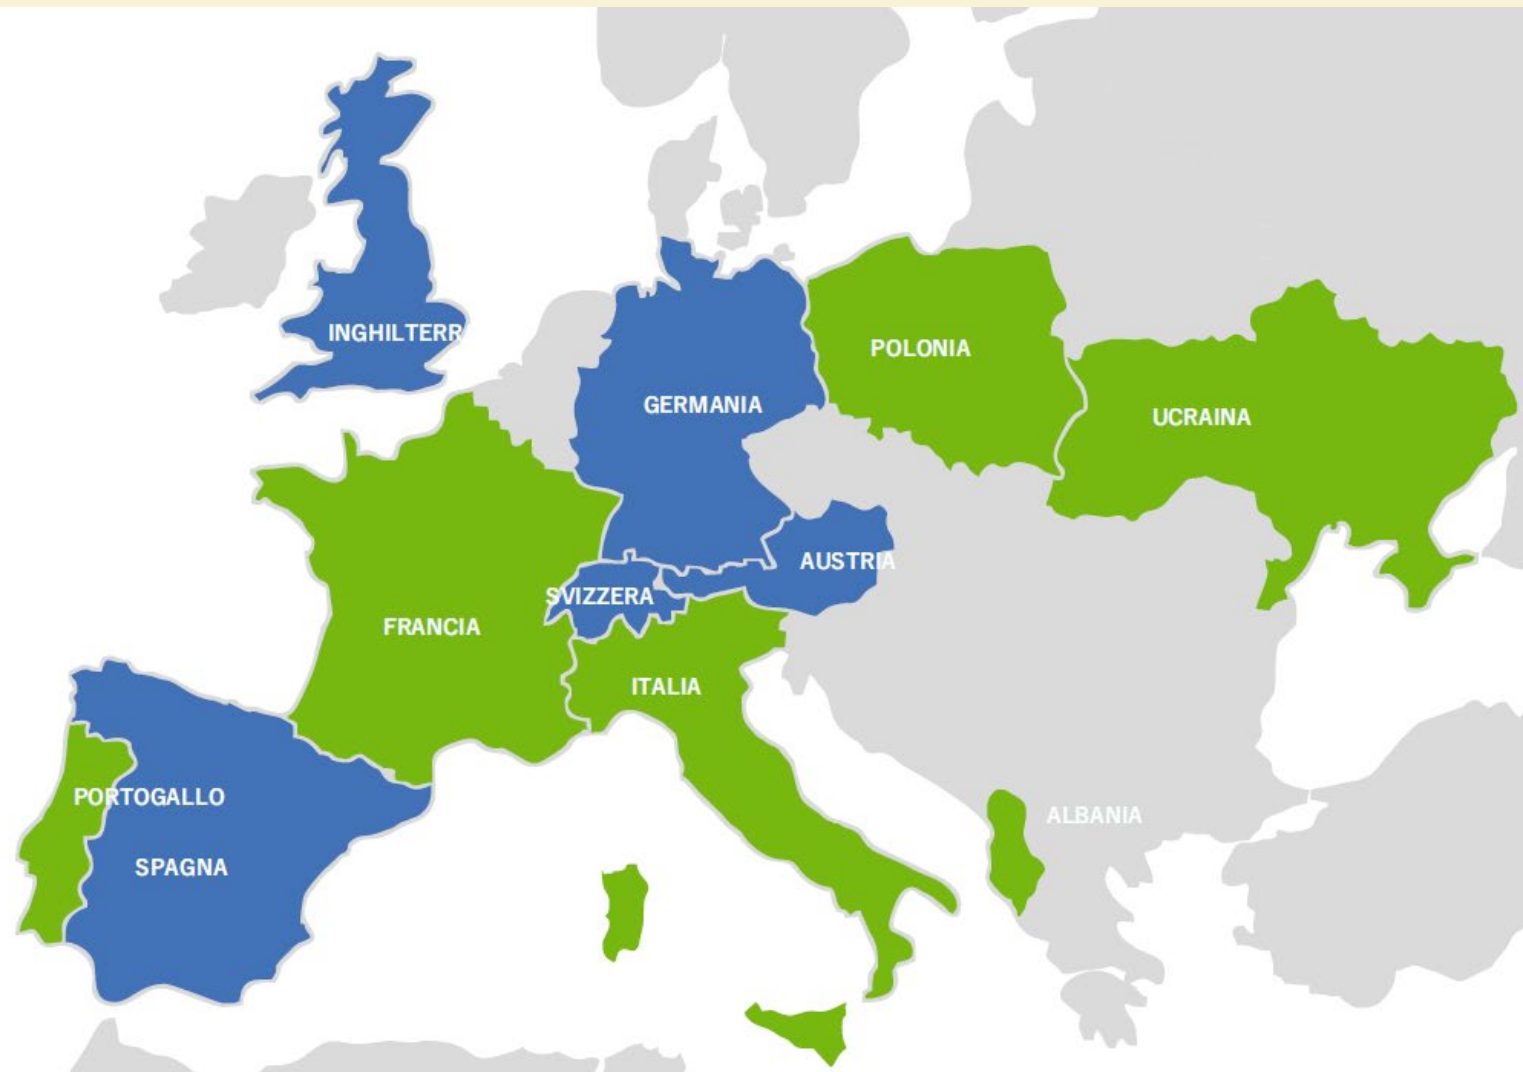 INGHILTERR
POLONIA
GERMANIA
UCRAINA
AUSTRIA
SVIZZERA
FRANCIA
ITALIA
PORTOGALLO
ALBANIA
SPAGNA